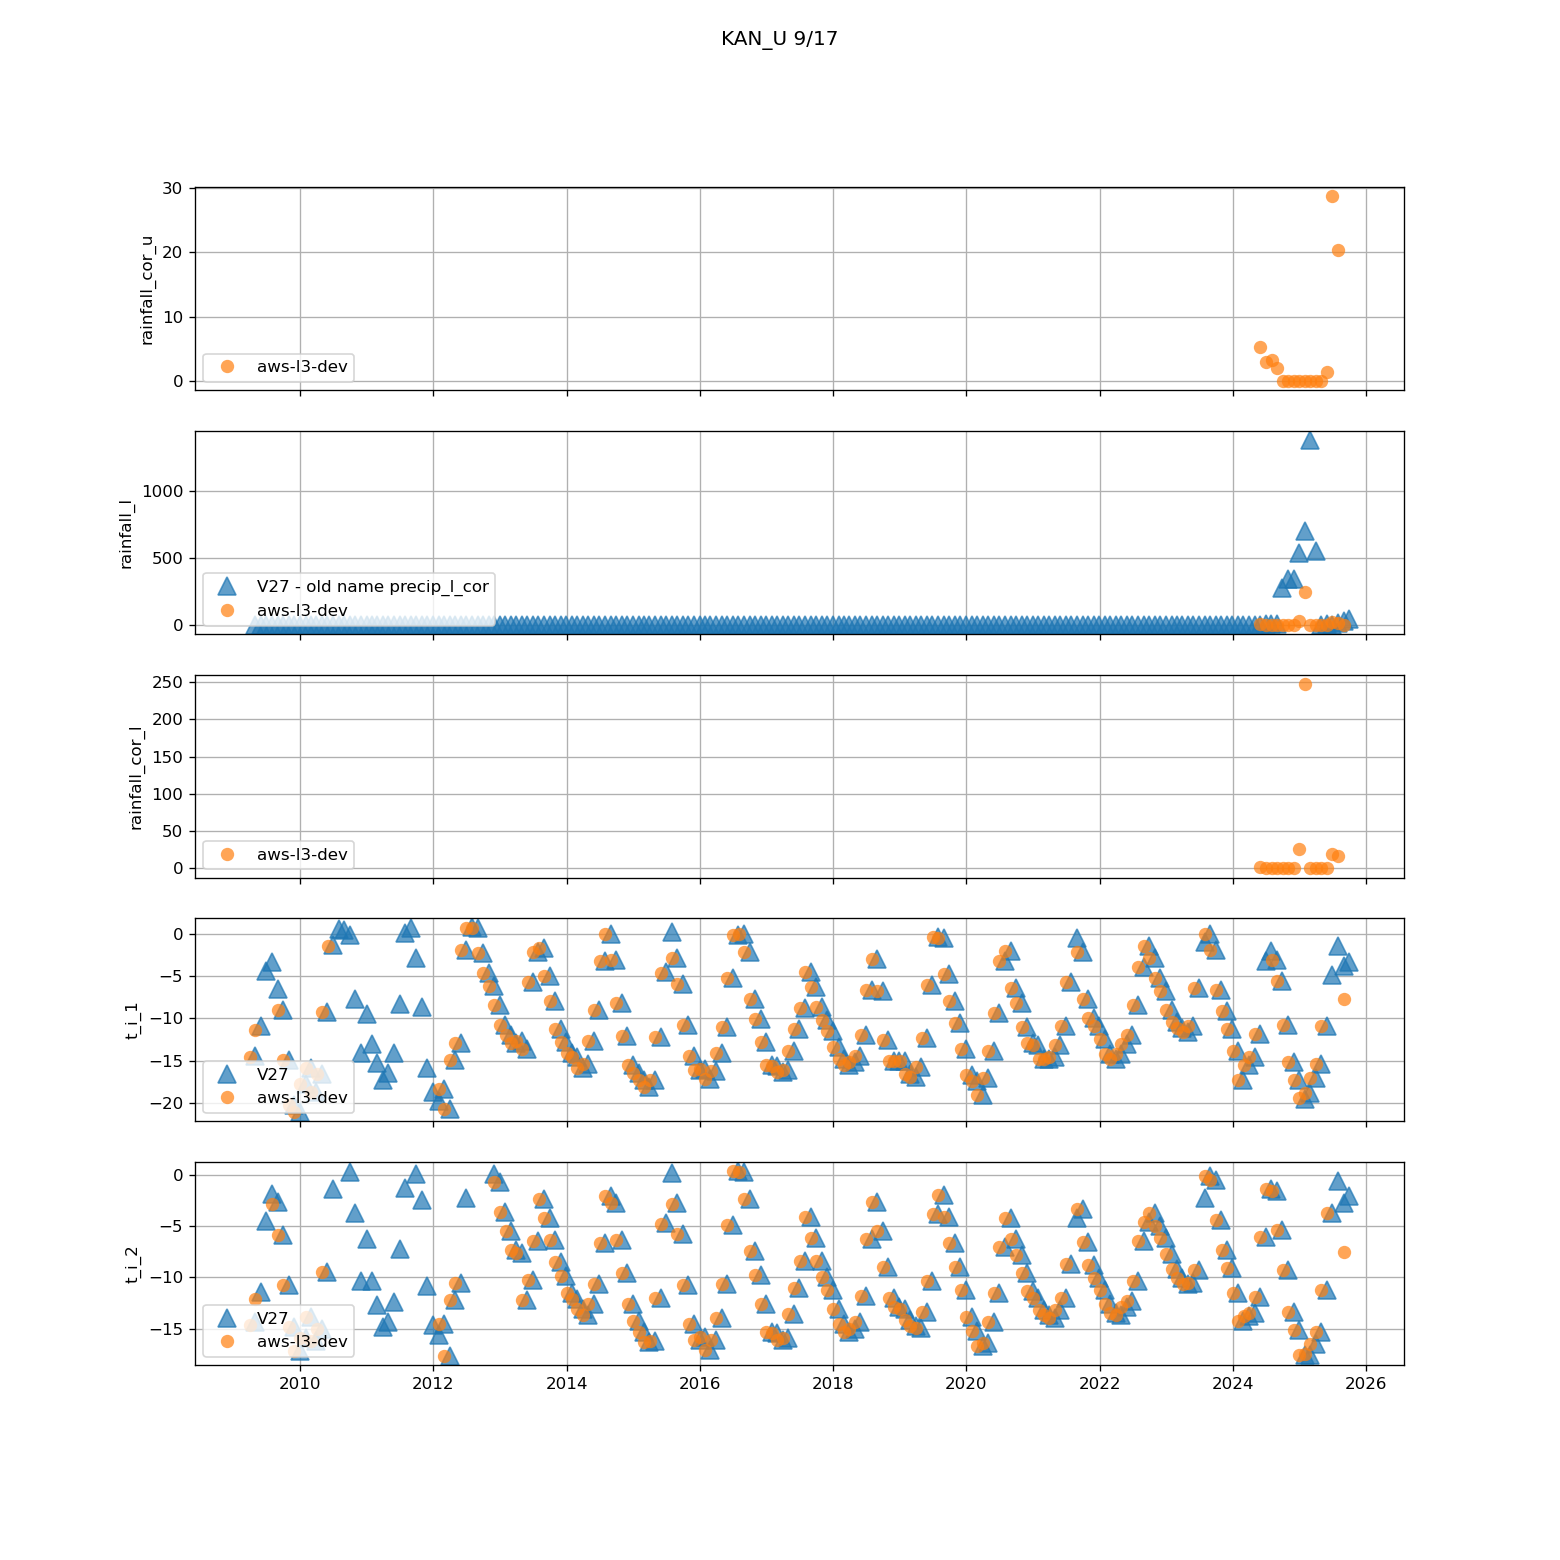 KAN_U 9/17
30
20
10
0
rainfall_cor_u
aws-l3-dev
1000
500
0
rainfall_l
V27 - old name precip_l_cor
aws-l3-dev
250
200
150
100
50
0
rainfall_cor_l
aws-l3-dev
0
−5
−10
−15
−20
t_i_1
V27
aws-l3-dev
0
−5
−10
−15
t_i_2
V27
aws-l3-dev
2010 2012 2014 2016 2018 2020 2022 2024 2026